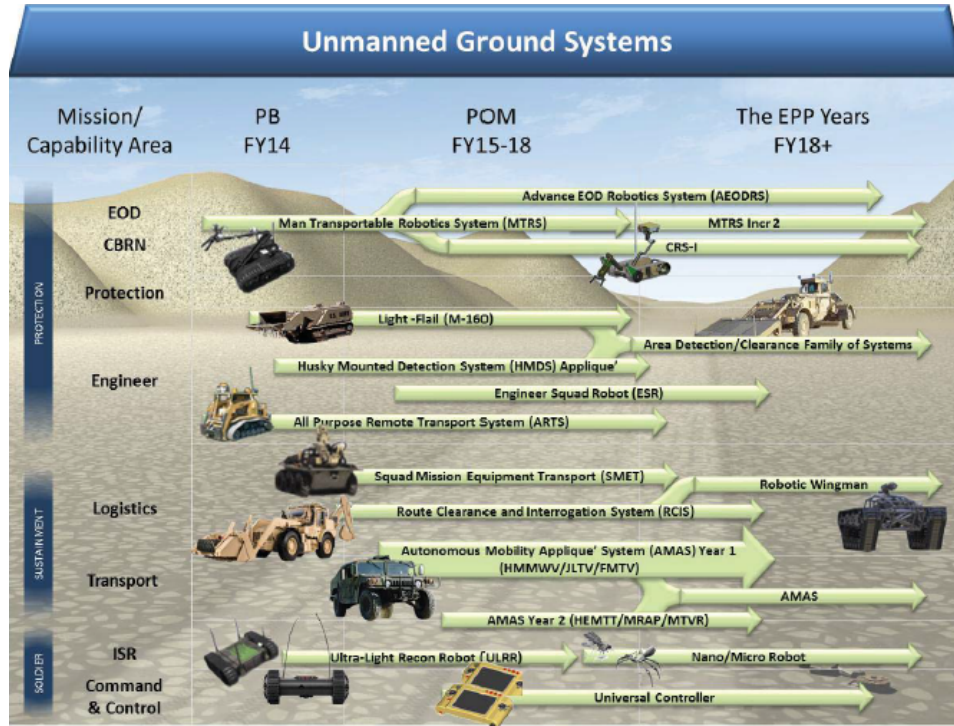 Unmanned Ground Systems
Mission/
Capability Area
PB
FY14
POM
FY15-18
The EPP Years
FY18+
PROTECTION
EOD
CBRN
Protection
Engineer
Advance EOD Robotics System (AEODRS)
Man Transportable Robotics System (MTRS)
MTRS Incr 2
CRS-I
Light -Flail (M-160)
Area Detection/Clearance Family of Systems
Husky Mounted Detection System (HMDS) Applique'
Engineer Squad Robot (ESR)
All Purpose Remote Transport System (ARTS)
SUSTAINMENT
Logistics
Transport
Squad Mission Equipment Transport (SMET)
Robotic Wingman
Route Clearance and Interrogation System (RCIS)
Autonomous Mobility Applique' System (AMAS) Year 1
(HMMWV/JLTV/FMTV)
AMAS
AMAS Year 2 (HEMTT/MRAP/MTVR)
SOLDIER
ISR
Command
& Control
Ultra-Light Recon Robot (ULRR)
Nano/Micro Robot
Universal Controller